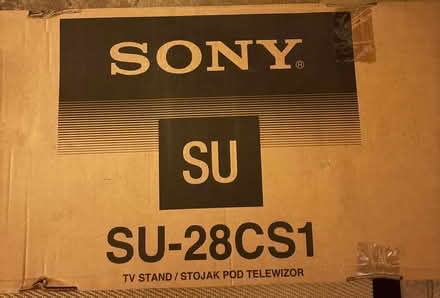 SONY®
SU
SU-28CS1
TV STAND / STOJAK POD TELEWIZOR